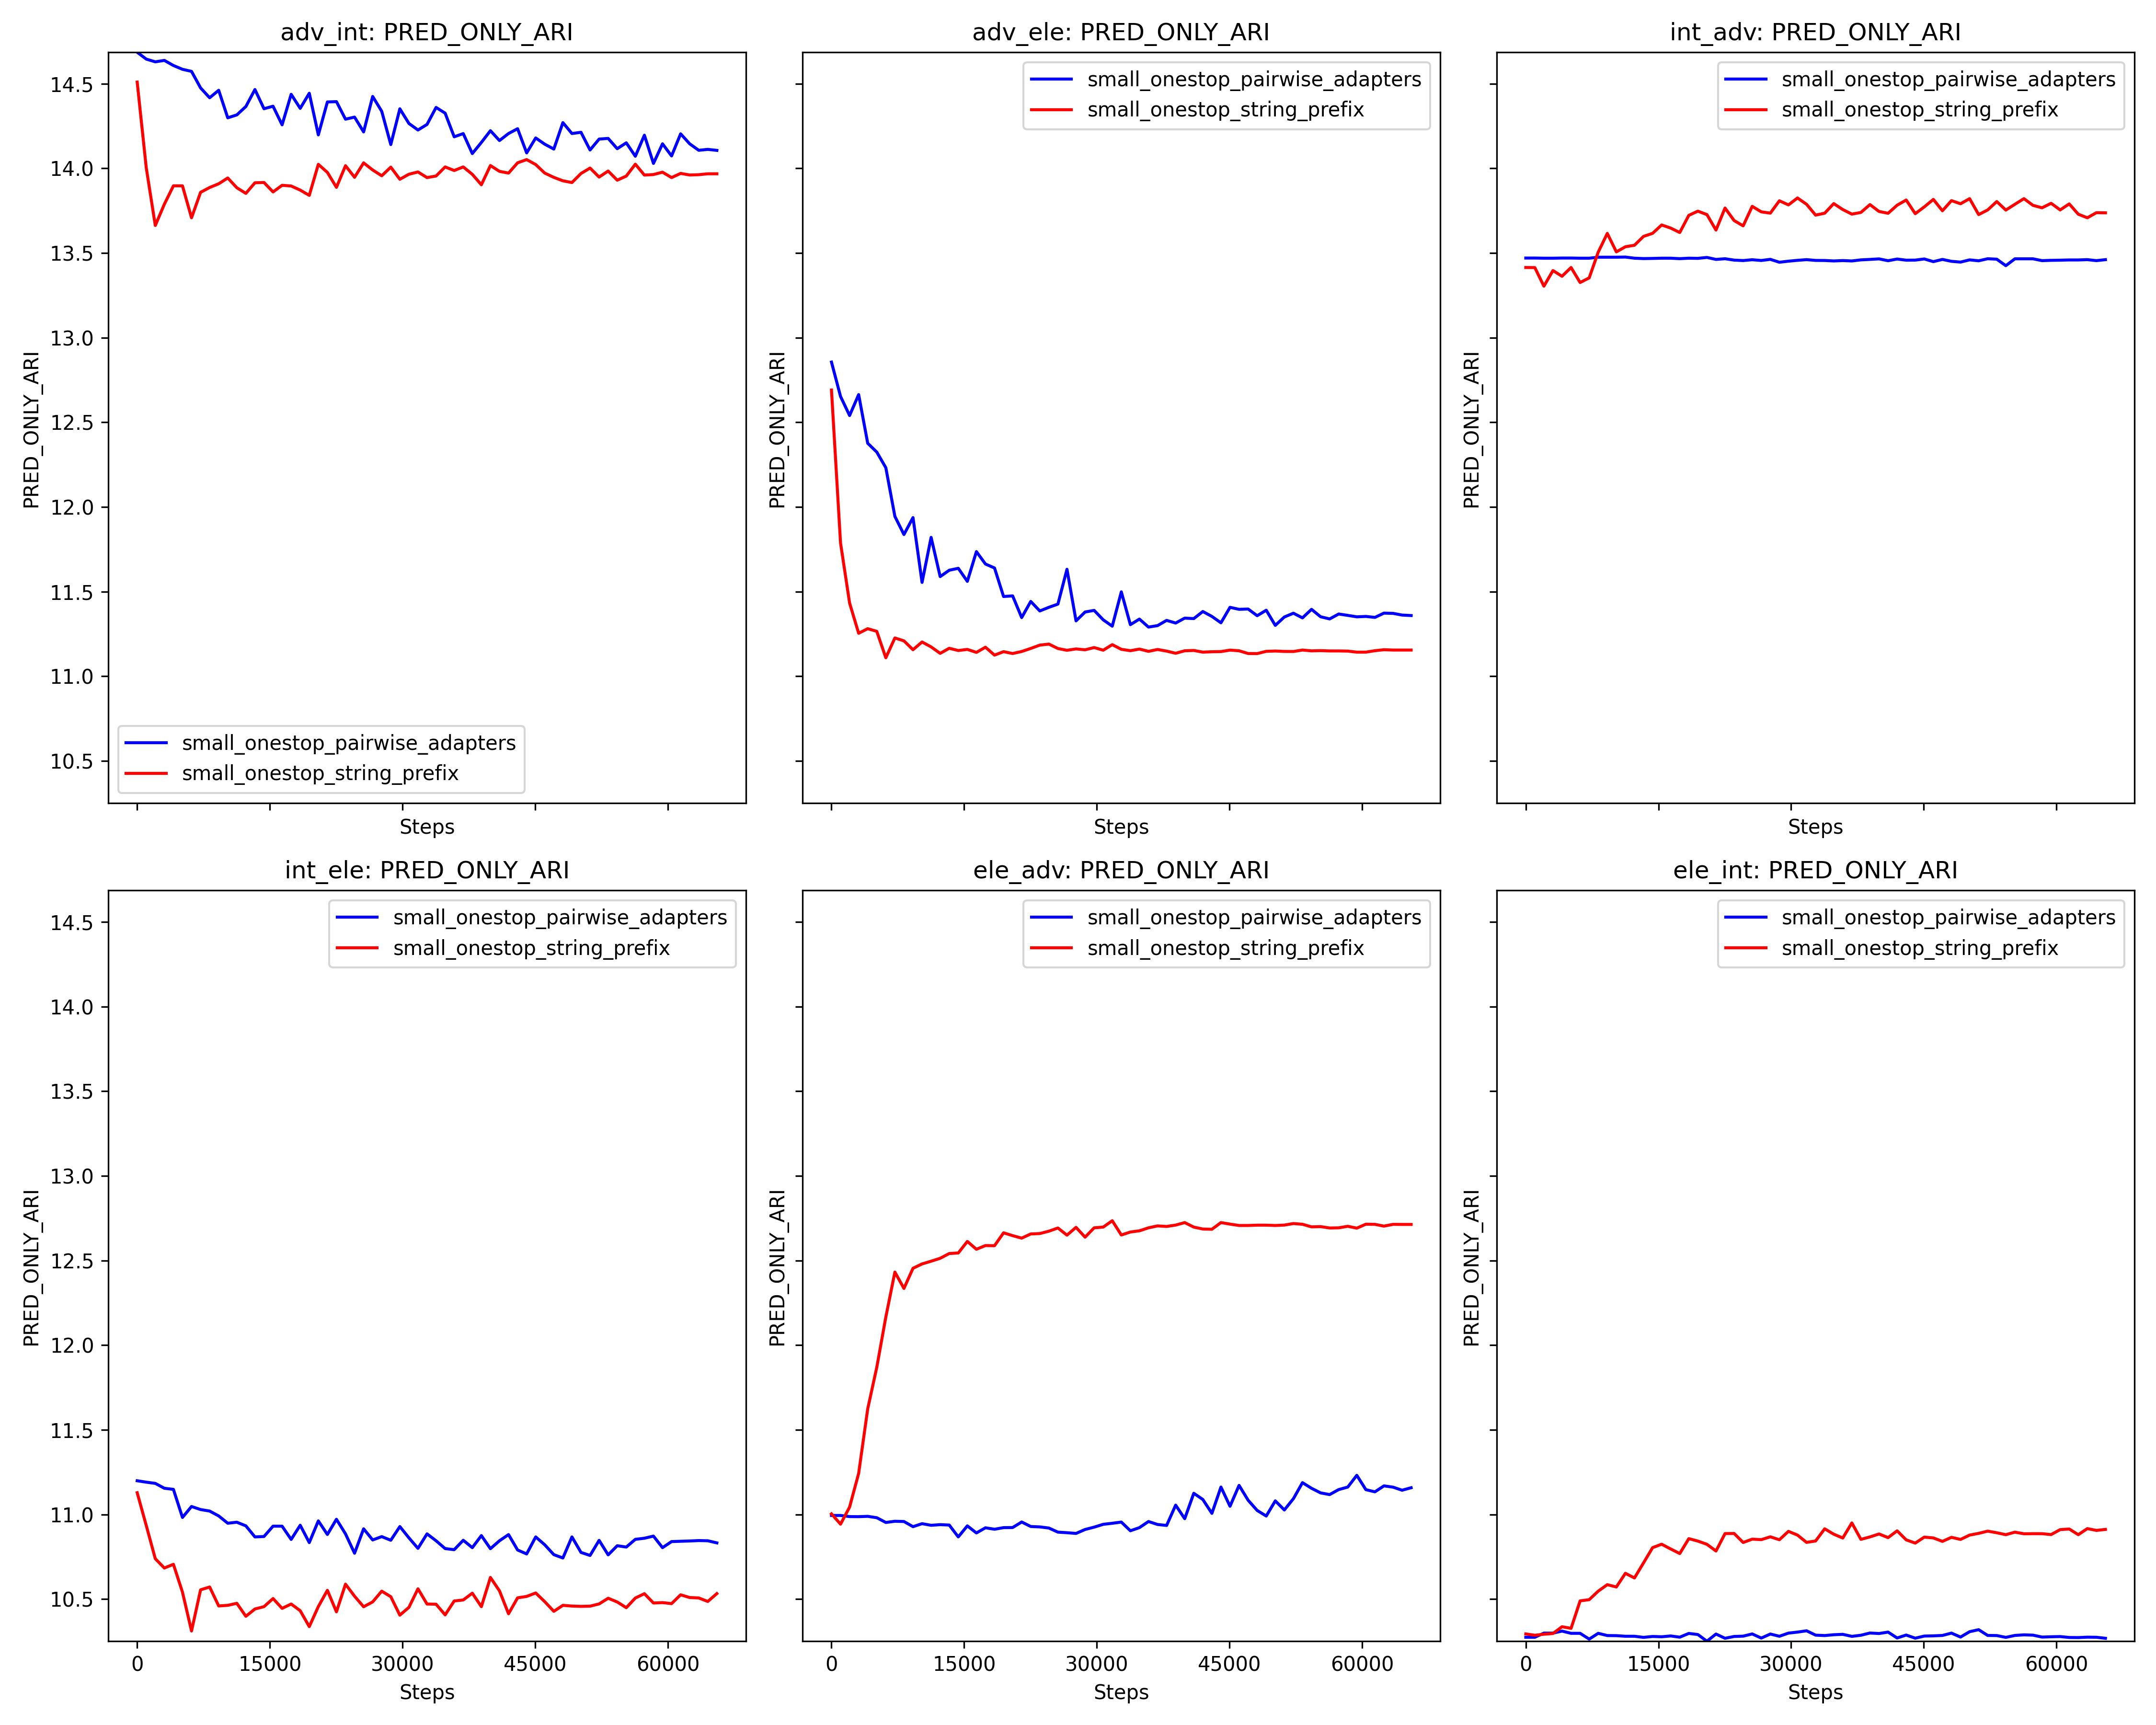 adv_int: PRED_ONLY_ARI
PRED_ONLY_ARI
14.5
14.0
13.5
13.0
12.5
12.0
11.5
11.0
10.5
small_onestop_pairwise_adapters
small_onestop_string_prefix
Steps
adv_ele: PRED_ONLY_ARI
PRED_ONLY_ARI
small_onestop_pairwise_adapters
small_onestop_string_prefix
Steps
int_adv: PRED_ONLY_ARI
PRED_ONLY_ARI
small_onestop_pairwise_adapters
small_onestop_string_prefix
Steps
int_ele: PRED_ONLY_ARI
PRED_ONLY_ARI
14.5
14.0
13.5
13.0
12.5
12.0
11.5
11.0
10.5
small_onestop_pairwise_adapters
small_onestop_string_prefix
0 15000 30000 45000 60000
Steps
ele_adv: PRED_ONLY_ARI
PRED_ONLY_ARI
small_onestop_pairwise_adapters
small_onestop_string_prefix
0 15000 30000 45000 60000
Steps
ele_int: PRED_ONLY_ARI
PRED_ONLY_ARI
small_onestop_pairwise_adapters
small_onestop_string_prefix
0 15000 30000 45000 60000
Steps